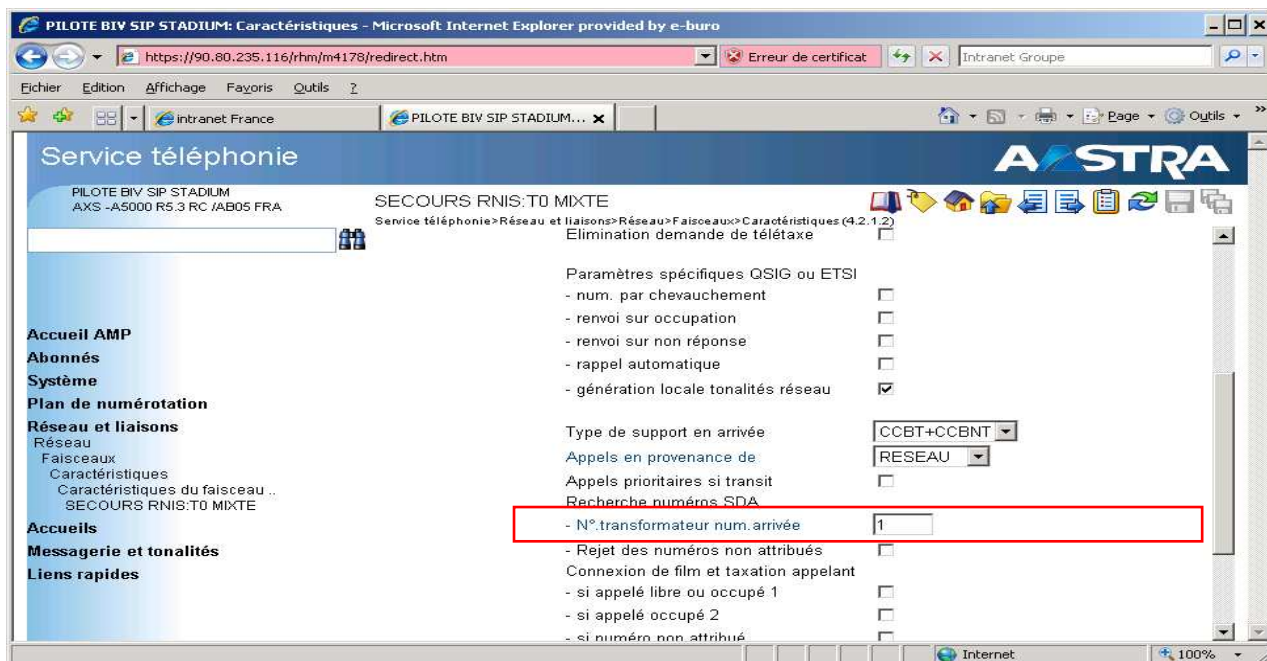 PILOTE BIV SIP STADIUM: Caractéristiques - Microsoft Internet Explorer provided by e-buro
https://90.80.235.116/rhm/m4178/redirect.htm
Erreur de certificat
Intranet Groupe
Eichier Edition Affichage Favoris Outils ?
intranet France
PILOTE BIV SIP STADIUM...
Page
Outils
»
Service téléphonie
AASTRA
PILOTE BIV SIP STADIUM
AXS -A5000 R5.3 RC /AB05 FRA
SECOURS RNIS:T0 MIXTE
Service téléphonie>Réseau et liaisons>Réseau>Faisceaux>Caractéristiques (4.2.1.2)
Elimination demande de télétaxe
Paramètres spécifiques QSIG ou ETSI
- num. par chevauchement
- renvoi sur occupation
- renvoi sur non réponse
- rappel automatique
- génération locale tonalités réseau
Type de support en arrivée CCBT+CCBNT
Appels en provenance de RESEAU
Appels prioritaires si transit
Recherche numéros SDA
- N°.transformateur num.arrivée 1
- Rejet des numéros non attribués
Connexion de film et taxation appelant
- si appelé libre ou occupé 1
- si appelé occupé 2
- si numéro non attribué
Accueil AMP
Abonnés
Système
Plan de numérotation
Réseau et liaisons
Réseau
Faisceaux
Caractéristiques
Caractéristiques du faisceau ..
SECOURS RNIS:T0 MIXTE
Accueils
Messagerie et tonalités
Liens rapides
Internet
100%